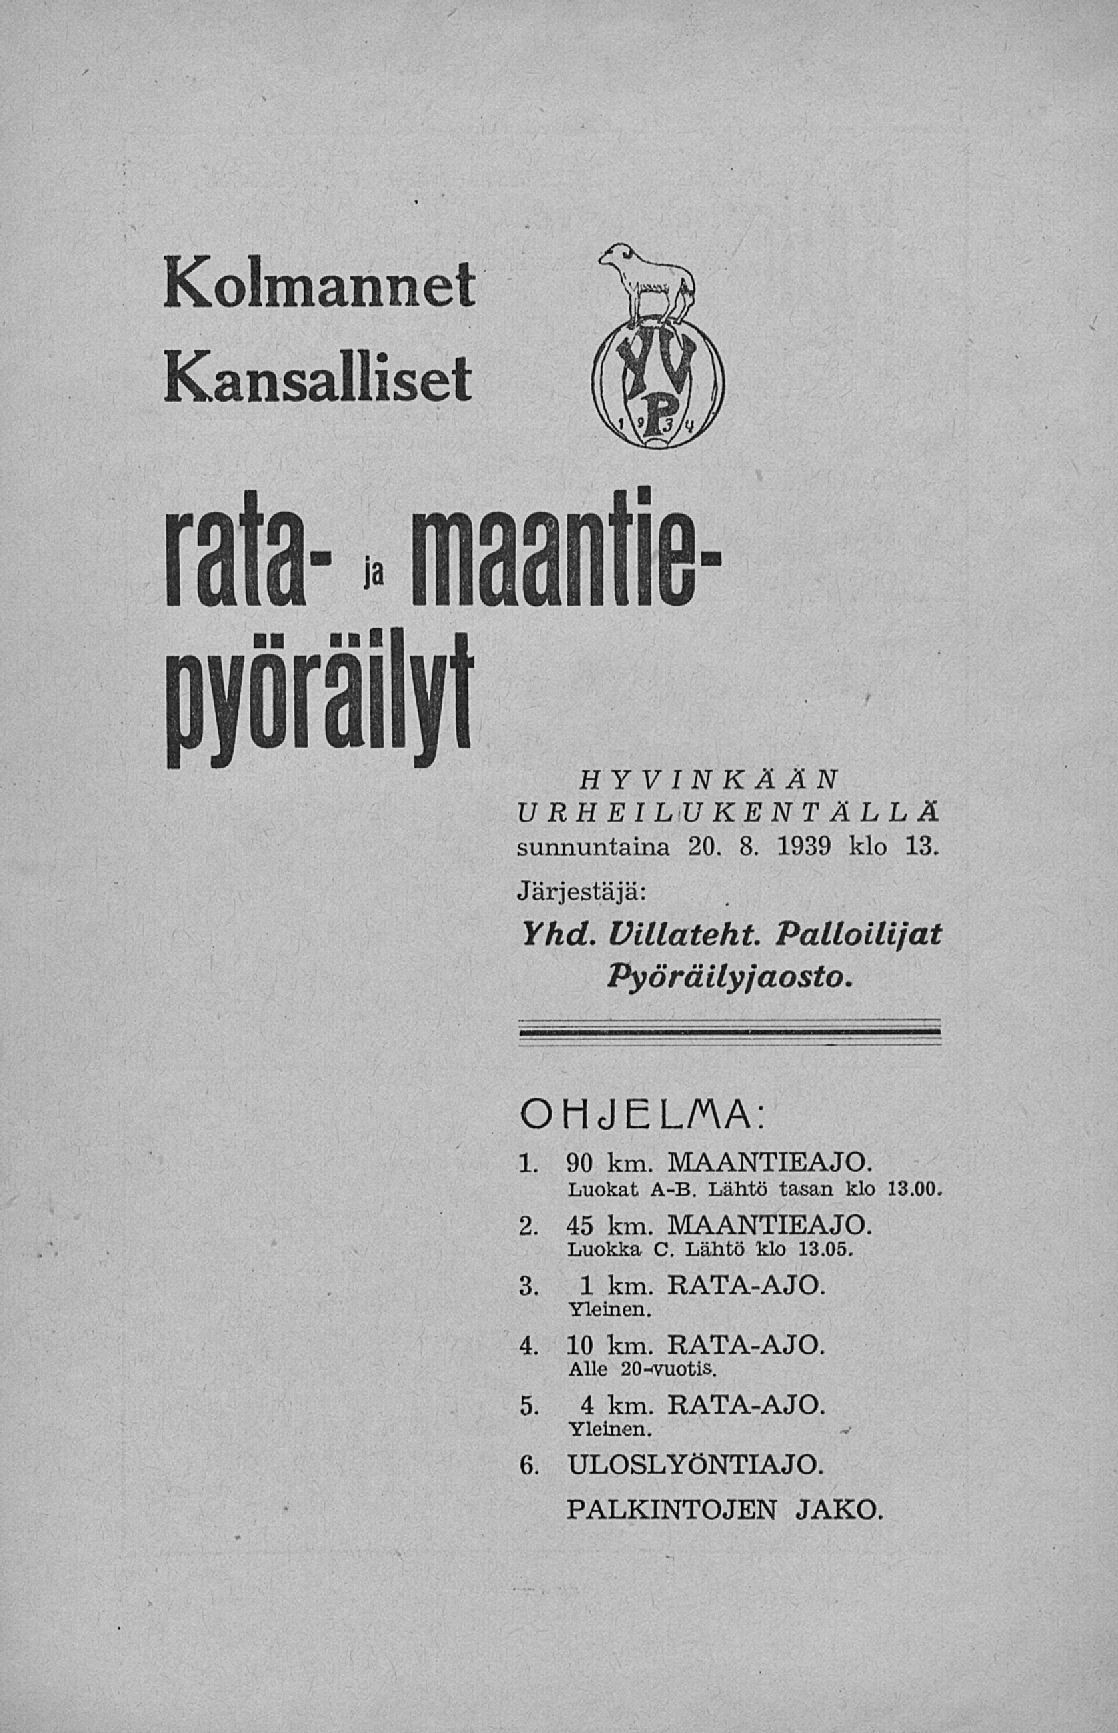 Kolmannet
Kansalliset
YV
P
1934
rata- ja maantie-
pyöräilyt
HYVINKÄÄN
URHEILUKENTÄLLÄ
sunnuntaina 20. 8. 1939 klo 13.
Järjestäjä:
Yhd. Villateht. Palloilijat
Pyöräilyjaosto.
OHJELMA:
1. 90 km. MAANTIEAJO.
Luokat A-B. Lähtö tasan klo 13.00.
2. 45 km. MAANTIEAJO.
Luokka C. Lähtö klo 13.05.
3. 1 km. RATA-AJO.
Yleinen.
4. 10 km. RATA-AJO.
Alle 20-vuotis.
5. 4 km. RATA-AJO.
Yleinen.
6. ULOSLYÖNTIAJO.
PALKINTOJEN JAKO.